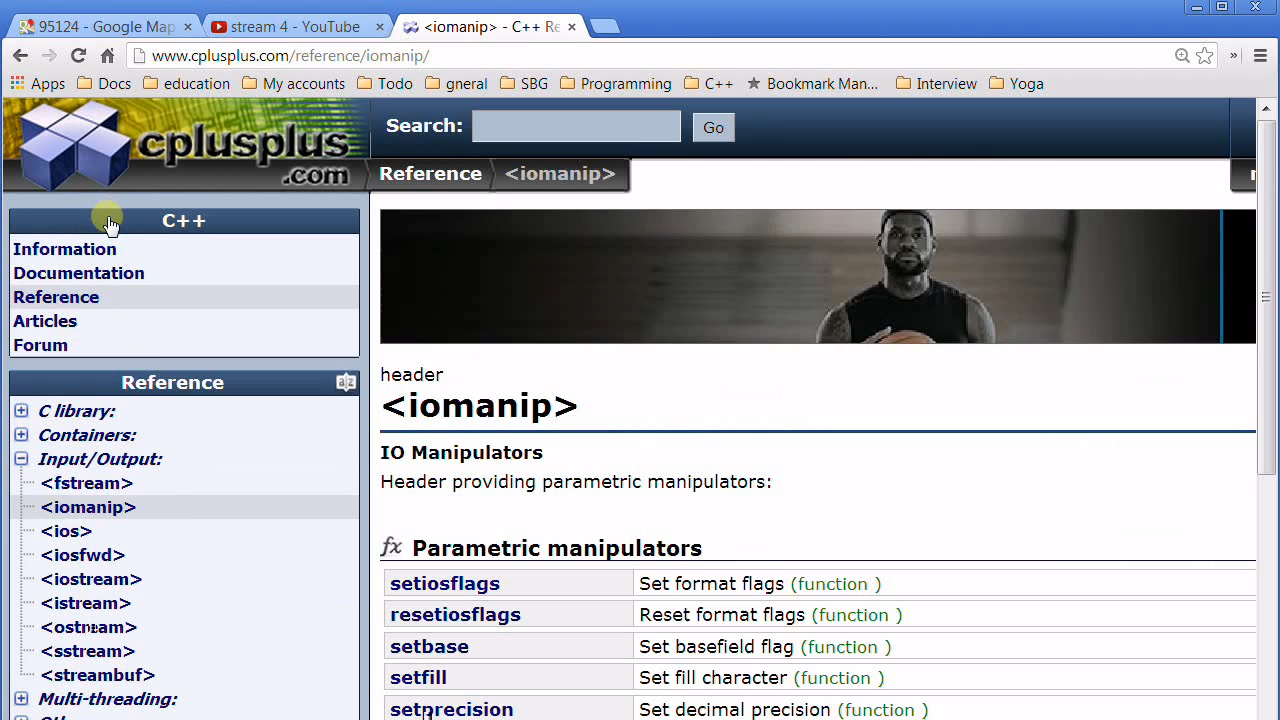 95124 - Google Map
stream 4 - YouTube
<iomanip> - C++ Re
www.cplusplus.com/reference/iomanip/
Apps Docs education My accounts Todo gneral SBG Programming C++ Bookmark Man... Interview Yoga
cplusplus
.com
Search: Go
Reference <iomanip>
C++
Information
Documentation
Reference
Articles
Forum
Reference
C library:
Containers:
Input/Output:
<fstream>
<iomanip>
<ios>
<iosfwd>
<iostream>
<istream>
<ostream>
<sstream>
<streambuf>
Multi-threading:
header
<iomanip>
IO Manipulators
Header providing parametric manipulators:
fx Parametric manipulators
setiosflags Set format flags (function )
resetiosflags Reset format flags (function )
setbase Set basefield flag (function )
setfill Set fill character (function )
setprecision Set decimal precision (function )